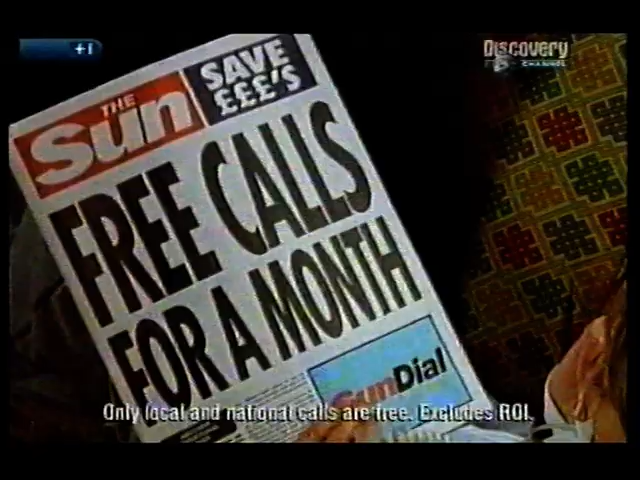 +1
Discovery
CHANNEL
THE
Sun
SAVE
£££'S
FREE CALLS
FOR A MONTH
SunDial
Only local and national calls are free. Excludes ROI.